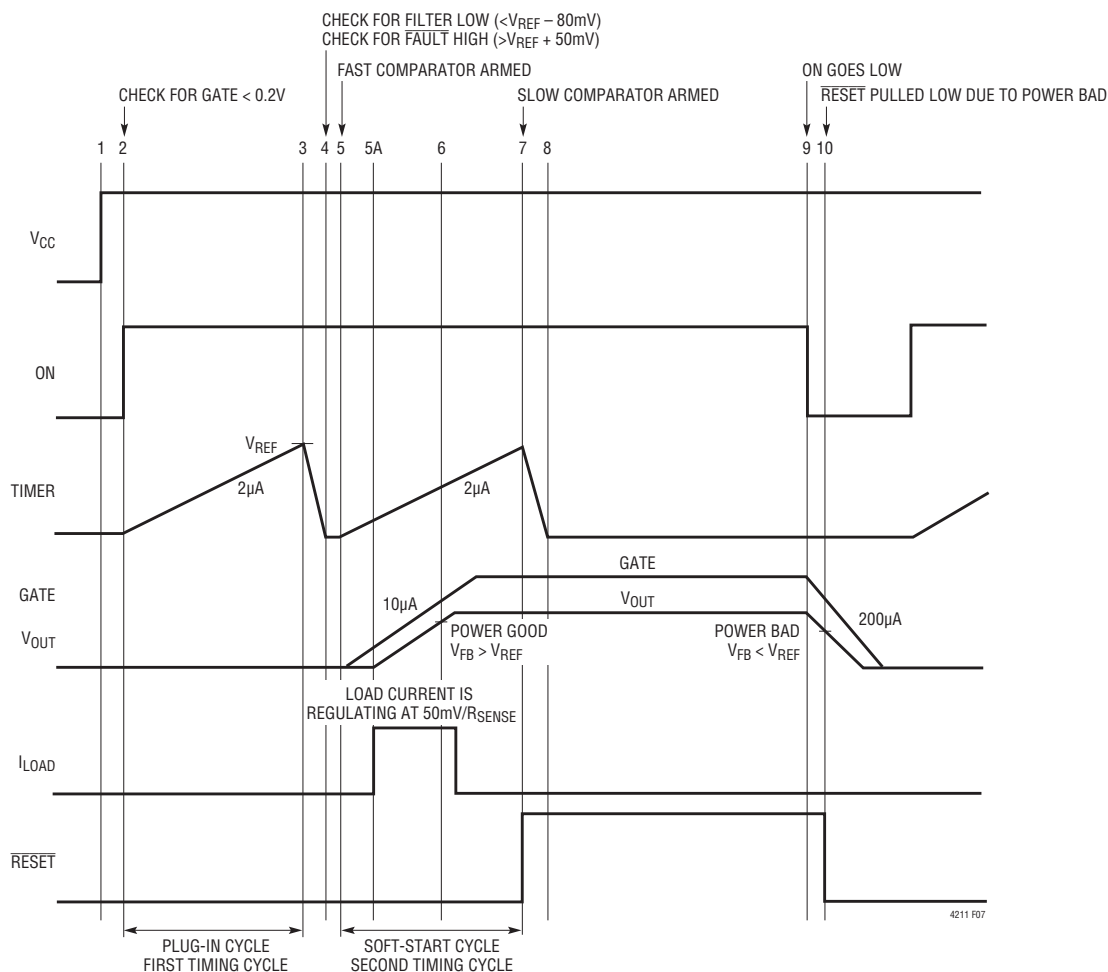 CHECK FOR FILTER LOW (<VREF – 80mV)
CHECK FOR FAULT HIGH (>VREF + 50mV)
FAST COMPARATOR ARMED
ON GOES LOW
CHECK FOR GATE < 0.2V
SLOW COMPARATOR ARMED
RESET PULLED LOW DUE TO POWER BAD
1 2 3 4 5 5A 6 7 8 9 10
VCC
ON
VREF
2µA
2µA
TIMER
GATE
GATE
10µA
VOUT
200µA
VOUT
POWER GOOD
VFB > VREF
POWER BAD
VFB < VREF
LOAD CURRENT IS
REGULATING AT 50mV/RSENSE
ILOAD
RESET
4211 F07
PLUG-IN CYCLE
FIRST TIMING CYCLE
SOFT-START CYCLE
SECOND TIMING CYCLE